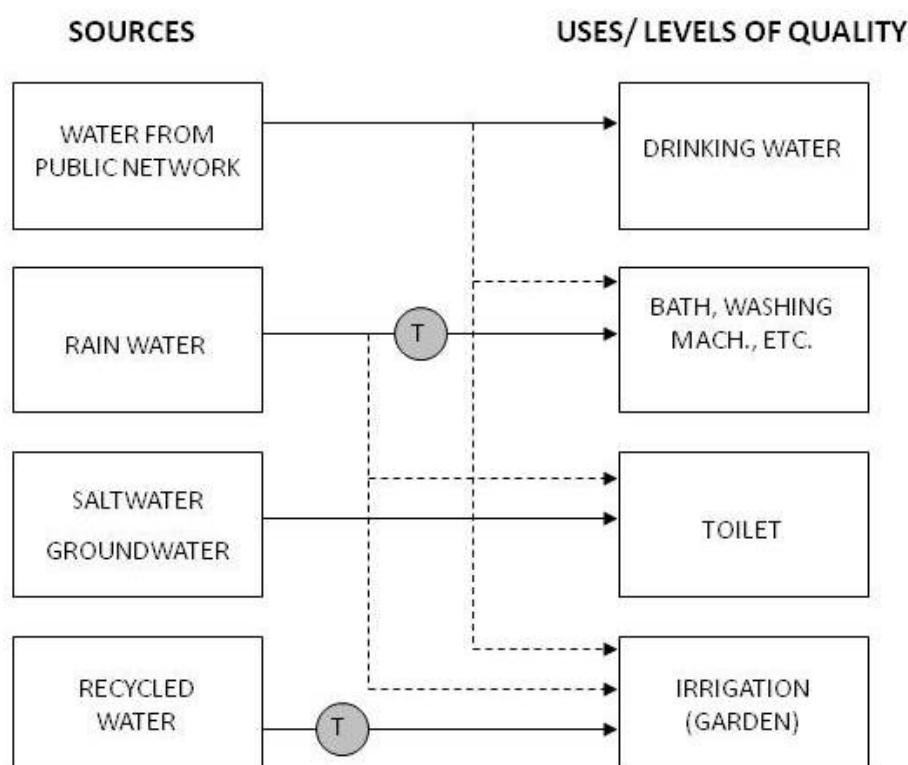 SOURCES
USES/ LEVELS OF QUALITY
WATER FROM
PUBLIC NETWORK
DRINKING WATER
RAIN WATER
T
BATH, WASHING
MACH., ETC.
SALTWATER
GROUNDWATER
TOILET
RECYCLED
WATER
T
IRRIGATION
(GARDEN)